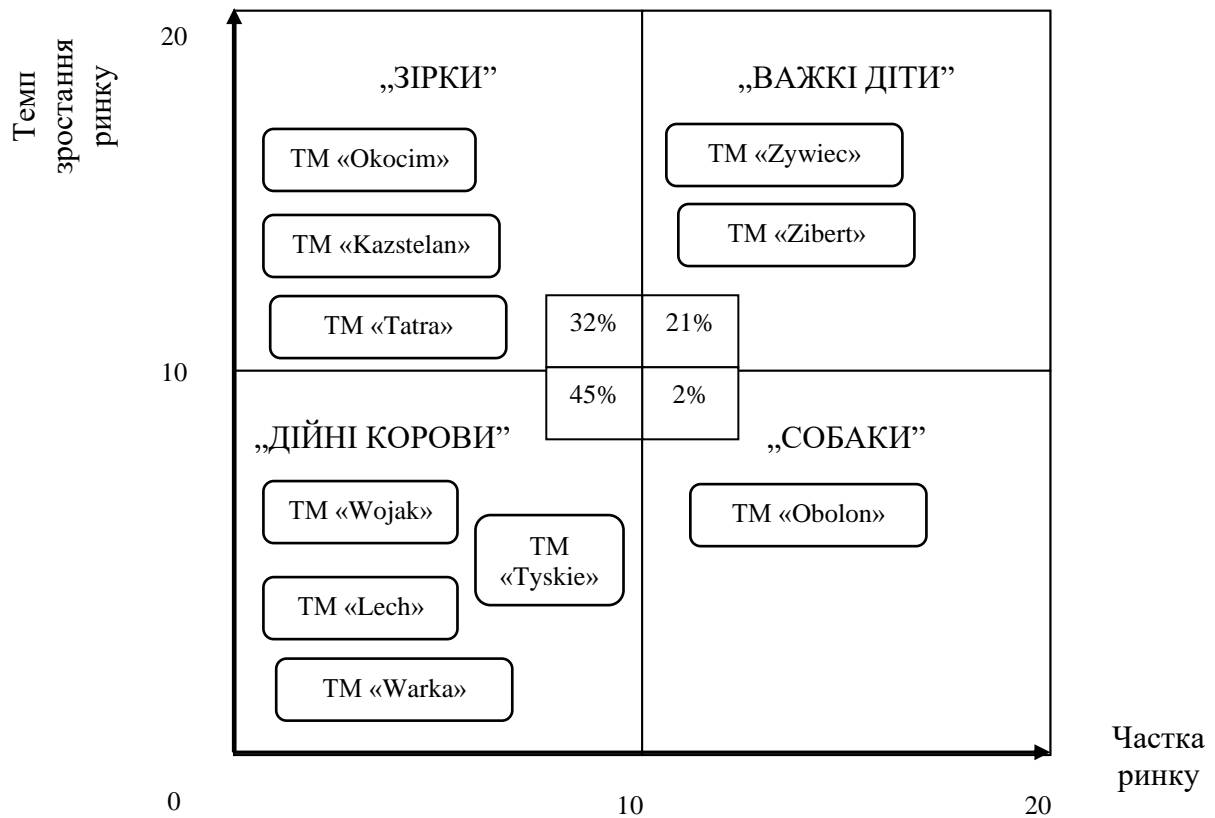 Темп
зростання
ринку
20
„ЗІРКИ”
„ВАЖКІ ДІТИ”
ТМ «Okocim»
ТМ «Zywiec»
ТМ «Kazstelan»
ТМ «Zibert»
ТМ «Tatra»
32%
21%
10
45%
2%
„ДІЙНІ КОРОВИ”
„СОБАКИ”
ТМ «Wojak»
ТМ
«Tyskie»
ТМ «Obolon»
ТМ «Lech»
ТМ «Warka»
Частка
ринку
0
10
20